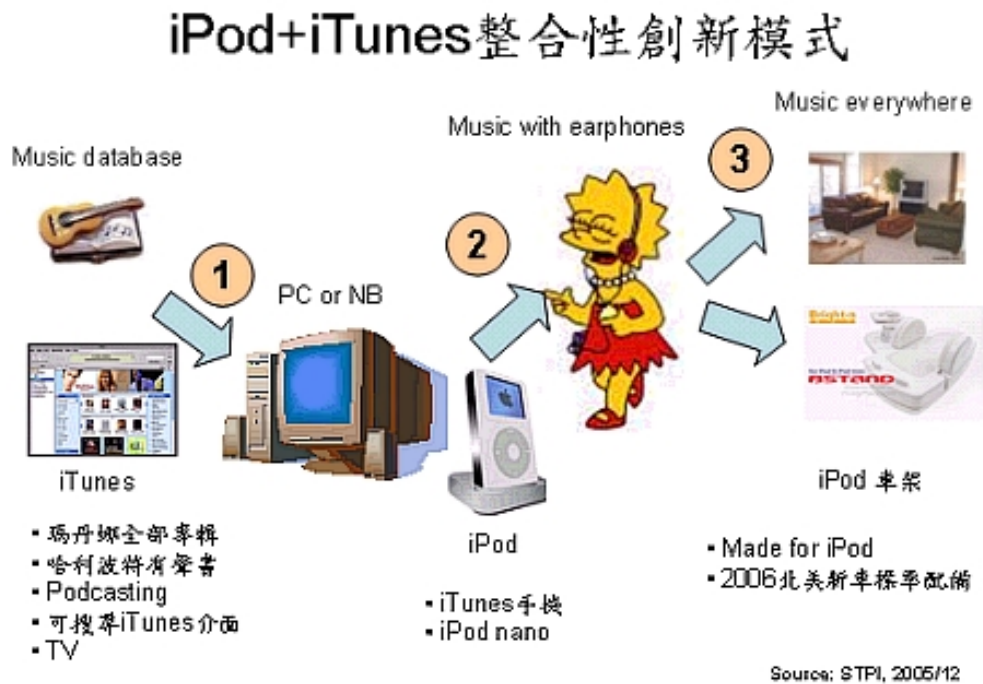 iPod+iTunes整合性創新模式
Music everywhere
Music with earphones
Music database
3
2
1
PC or NB
iTunes
▪ 瑪丹娜全部專輯
▪ 哈利波特有聲書
▪ Podcasting
▪ 可搜尋iTunes介面
▪ TV
iPod
▪ iTunes手機
▪ iPod nano
iPod 車架
▪ Made for iPod
▪ 2006北美新車標準配備
Source: STPI, 2005/12